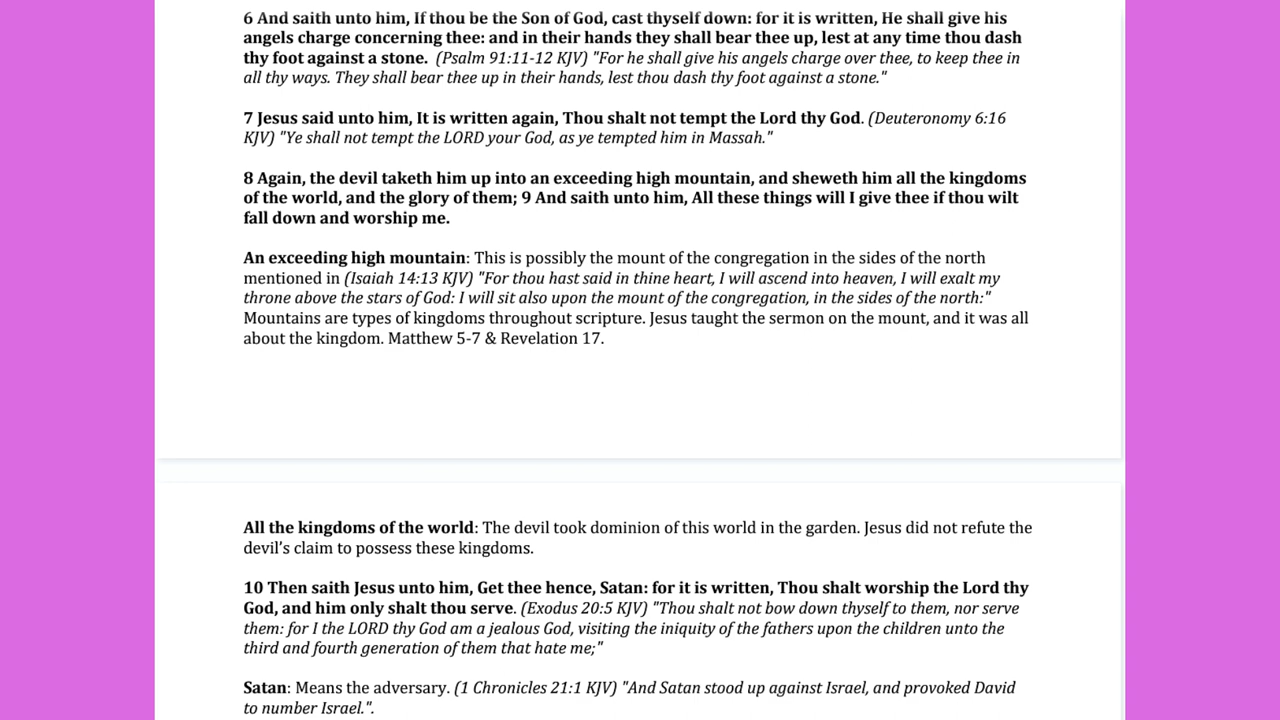 6 And saith unto him, If thou be the Son of God, cast thyself down: for it is written, He shall give his
angels charge concerning thee: and in their hands they shall bear thee up, lest at any time thou dash
thy foot against a stone. (Psalm 91:11-12 KJV) "For he shall give his angels charge over thee, to keep thee in
all thy ways. They shall bear thee up in their hands, lest thou dash thy foot against a stone."
7 Jesus said unto him, It is written again, Thou shalt not tempt the Lord thy God. (Deuteronomy 6:16
KJV) "Ye shall not tempt the LORD your God, as ye tempted him in Massah."
8 Again, the devil taketh him up into an exceeding high mountain, and sheweth him all the kingdoms
of the world, and the glory of them; 9 And saith unto him, All these things will I give thee if thou wilt
fall down and worship me.
An exceeding high mountain: This is possibly the mount of the congregation in the sides of the north
mentioned in (Isaiah 14:13 KJV) "For thou hast said in thine heart, I will ascend into heaven, I will exalt my
throne above the stars of God: I will sit also upon the mount of the congregation, in the sides of the north:"
Mountains are types of kingdoms throughout scripture. Jesus taught the sermon on the mount, and it was all
about the kingdom. Matthew 5-7 & Revelation 17.
All the kingdoms of the world: The devil took dominion of this world in the garden. Jesus did not refute the
devil's claim to possess these kingdoms.
10 Then saith Jesus unto him, Get thee hence, Satan: for it is written, Thou shalt worship the Lord thy
God, and him only shalt thou serve. (Exodus 20:5 KJV) "Thou shalt not bow down thyself to them, nor serve
them: for I the LORD thy God am a jealous God, visiting the iniquity of the fathers upon the children unto the
third and fourth generation of them that hate me;"
Satan: Means the adversary. (1 Chronicles 21:1 KJV) "And Satan stood up against Israel, and provoked David
to number Israel.".